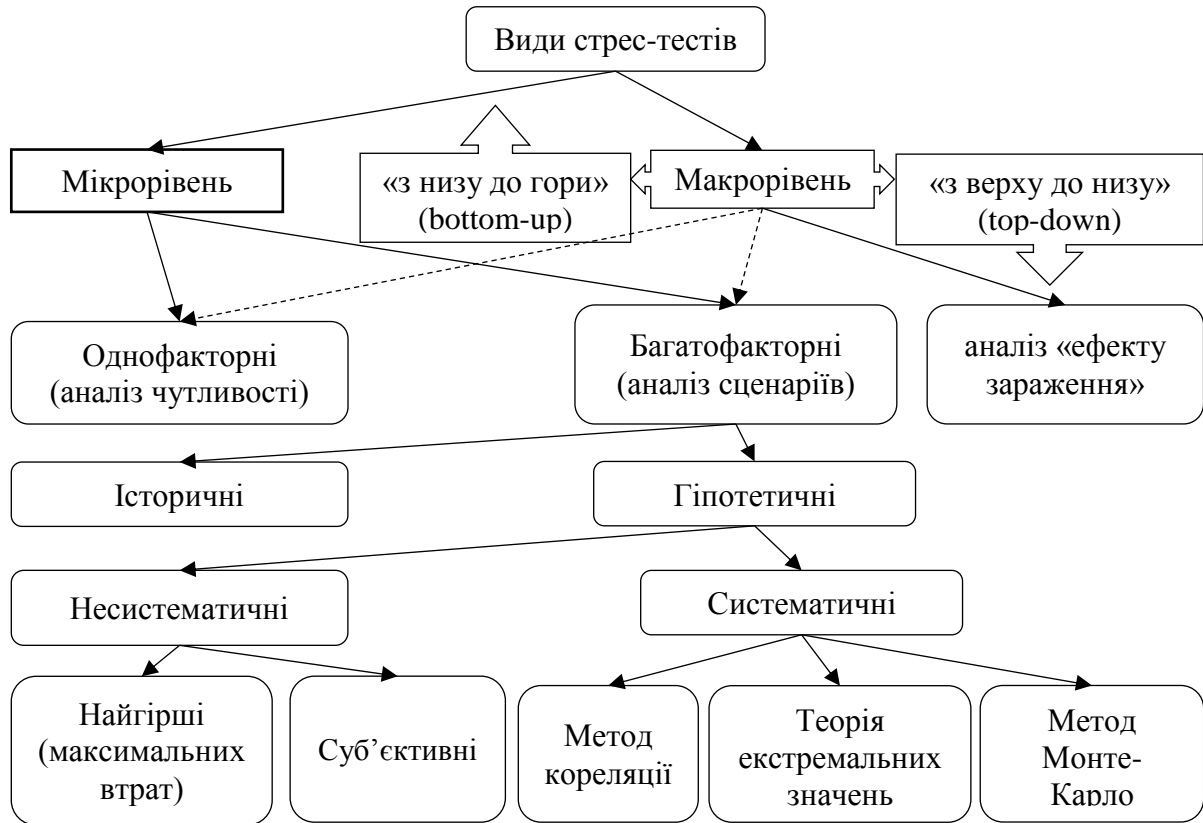 Види стрес-тестів
Мікрорівень
«з низу до гори»
(bottom-up)
Макрорівень
«з верху до низу»
(top-down)
Однофакторні
(аналіз чутливості)
Багатофакторні
(аналіз сценаріїв)
аналіз «ефекту
зараження»
Історичні
Гіпотетичні
Несистематичні
Систематичні
Найгірші
(максимальних
втрат)
Суб’єктивні
Метод
кореляції
Теорія
екстремальних
значень
Метод
Монте-
Карло